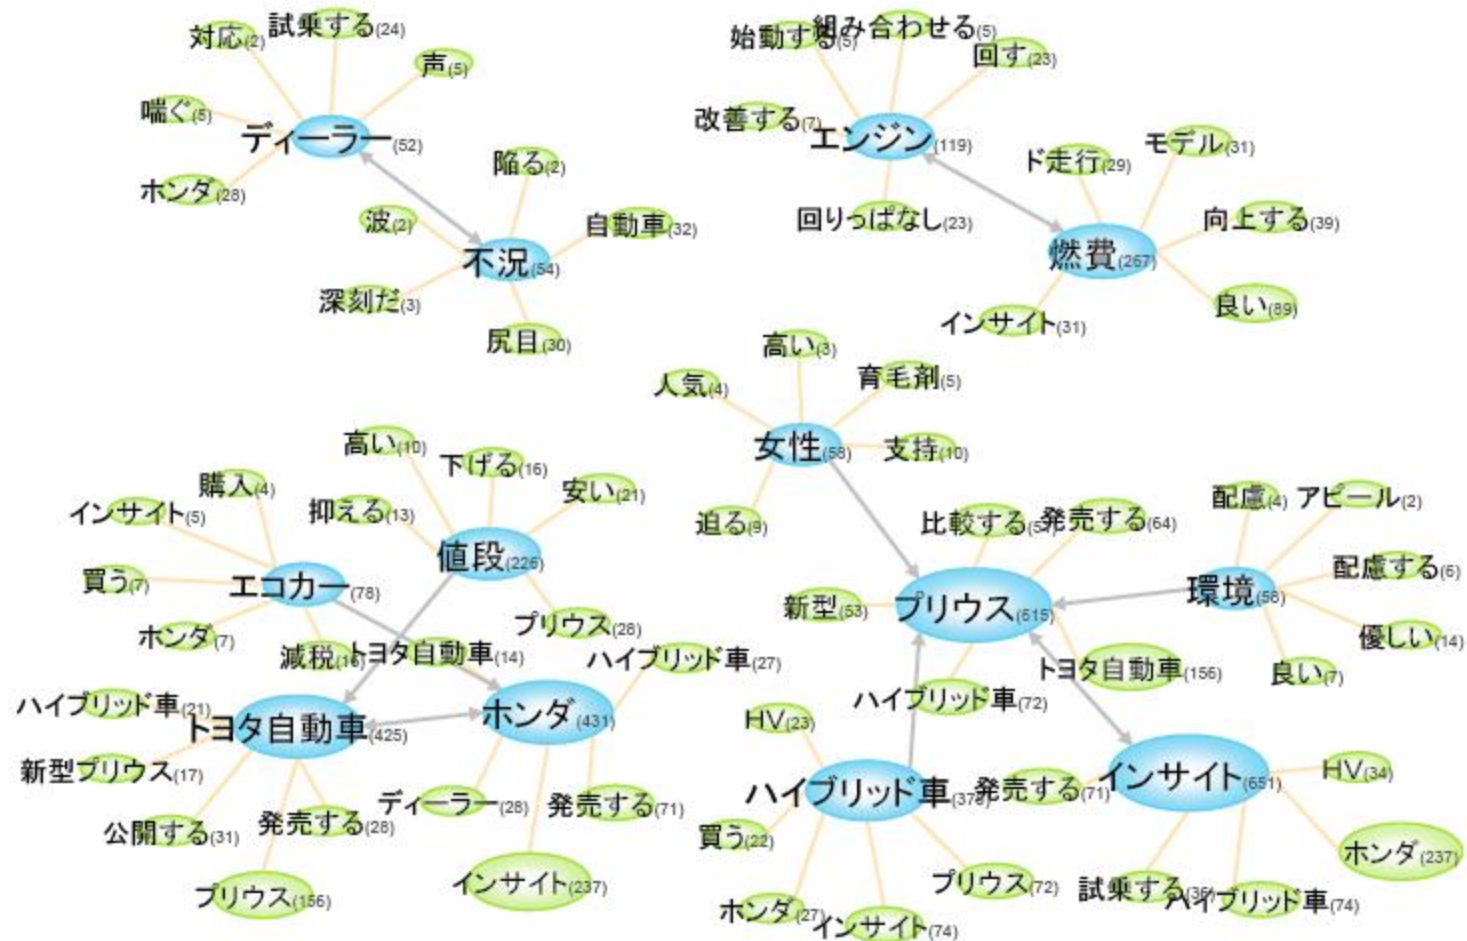 対応(2)
試乗する(24)
声(5)
喘ぐ(5)
ディーラー(52)
ホンダ(28)
陥る(2)
波(2)
自動車(32)
不況(54)
深刻だ(3)
尻目(30)
始動する(5)
組み合わせる(5)
回す(23)
改善する(7)
エンジン(119)
ド走行(29)
モデル(31)
回りっぱなし(23)
向上する(39)
燃費(267)
良い(89)
インサイト(31)
高い(3)
人気(4)
育毛剤(5)
女性(58)
支持(10)
迫る(9)
高い(10)
下げる(16)
購入(4)
安い(21)
インサイト(5)
抑える(13)
値段(226)
買う(7)
エコカー(78)
ホンダ(7)
プリウス(28)
減税(16)
トヨタ自動車(14)
ハイブリッド車(27)
ハイブリッド車(21)
トヨタ自動車(425)
ホンダ(431)
新型プリウス(17)
公開する(31)
発売する(28)
ディーラー(28)
発売する(71)
プリウス(156)
インサイト(237)
比較する
発売する(64)
配慮(4)
アピール(2)
新型(53)
プリウス(615)
環境(58)
配慮する(6)
優しい(14)
トヨタ自動車(156)
良い(7)
ハイブリッド車(72)
HV(23)
ハイブリッド車
発売する(71)
インサイト(651)
HV(34)
買う(22)
ホンダ(237)
プリウス(72)
試乗する(36)
ハイブリッド車(74)
ホンダ(27)
インサイト(74)